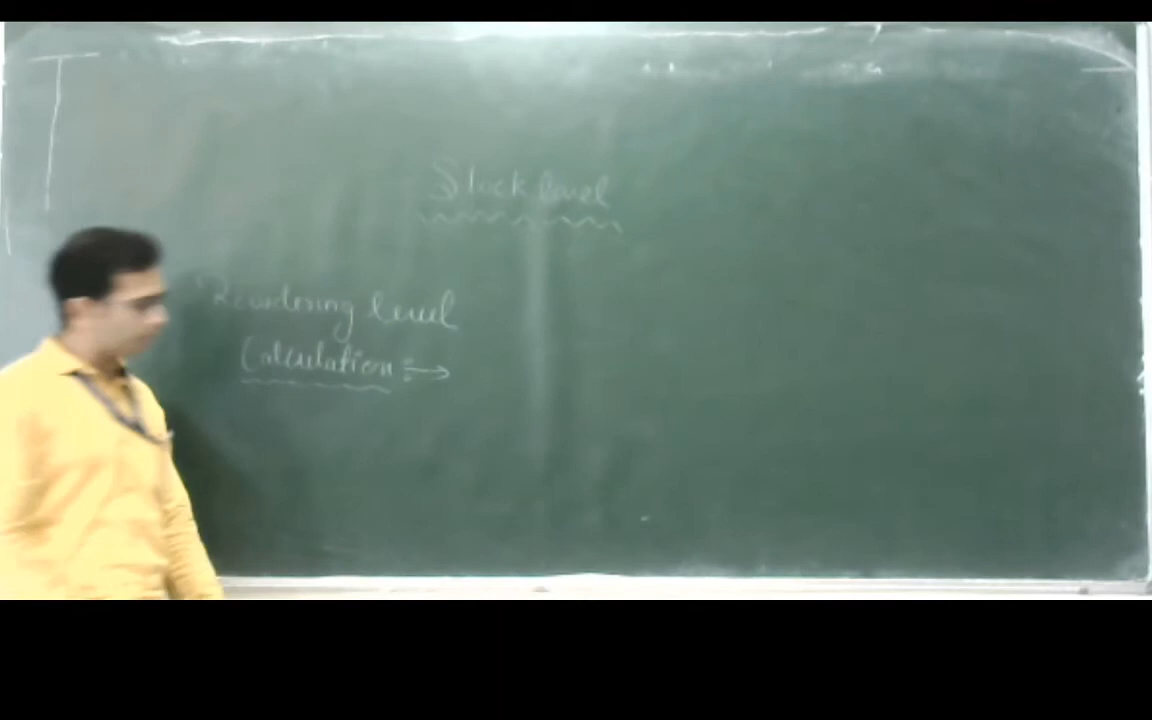 Stock level
Reordering level
Calculation :→